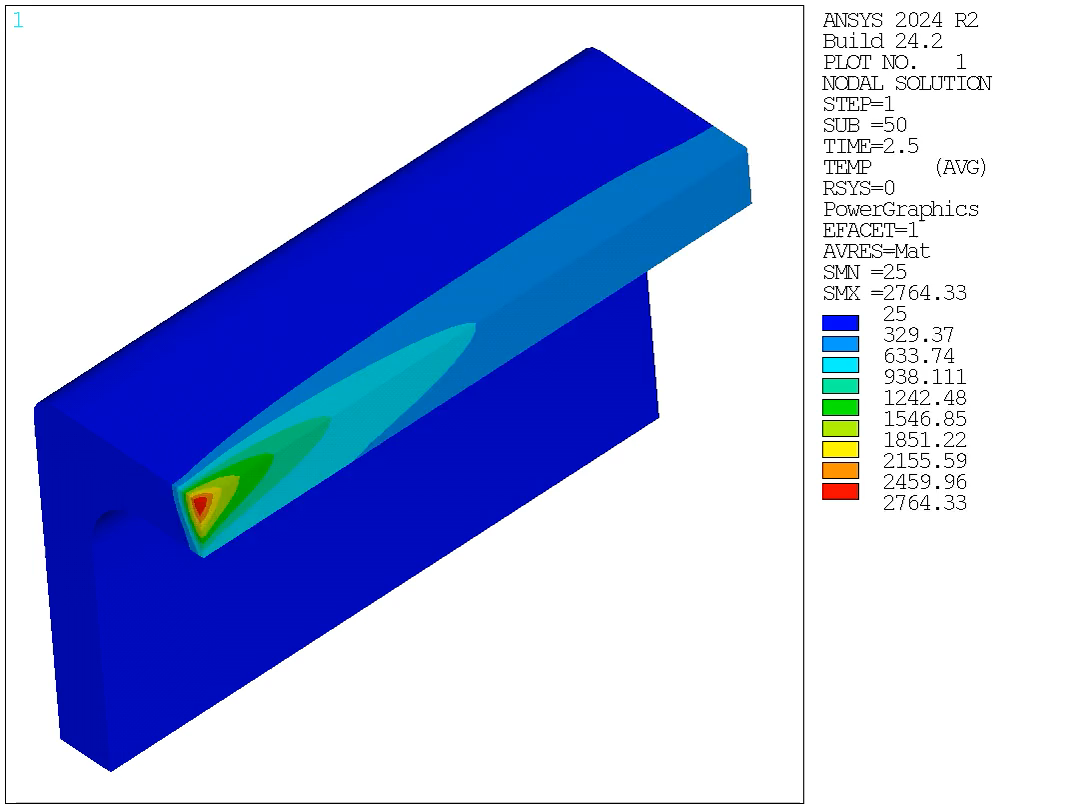 1
ANSYS 2024 R2
Build 24.2
PLOT NO.   1
NODAL SOLUTION
STEP=1
SUB =50
TIME=2.5
TEMP     (AVG)
RSYS=0
PowerGraphics
EFACET=1
AVRES=Mat
SMN =25
SMX =2764.33
25
329.37
633.74
938.111
1242.48
1546.85
1851.22
2155.59
2459.96
2764.33